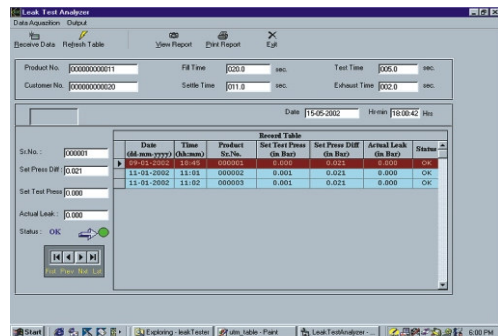 Leak Test Analyzer
Data Aquazition Output
Receive Data Refresh Table View Report Print Report Exit
Product No. 000000000011 Fill Time 020.0 sec. Test Time 005.0 sec.
Customer No. 000000000020 Settle Time 011.0 sec. Exhaust Time 002.0 sec.
Date 15-05-2002 Hr-min 18:00:42 Hrs
Record Table
Date (dd-mm-yyyy) Time (hh:mm) Product Sr.No. Set Test Press (in Bar) Set Press Diff (in Bar) Actual Leak (in Bar) Status
09-01-2002 10:45 000001 0.000 0.021 0.000 OK
11-01-2002 11:01 000002 0.001 0.021 0.000 OK
11-01-2002 11:02 000003 0.001 0.021 0.000 OK
Sr.No. : 000001
Set Press Diff : 0.021
Set Test Press 0.000
Actual Leak : 0.000
Status : OK
Fist Prev Nxt Lst
Start Exploring - leakTester utm_table - Paint LeakTestAnalyzer - ... 6:00 PM